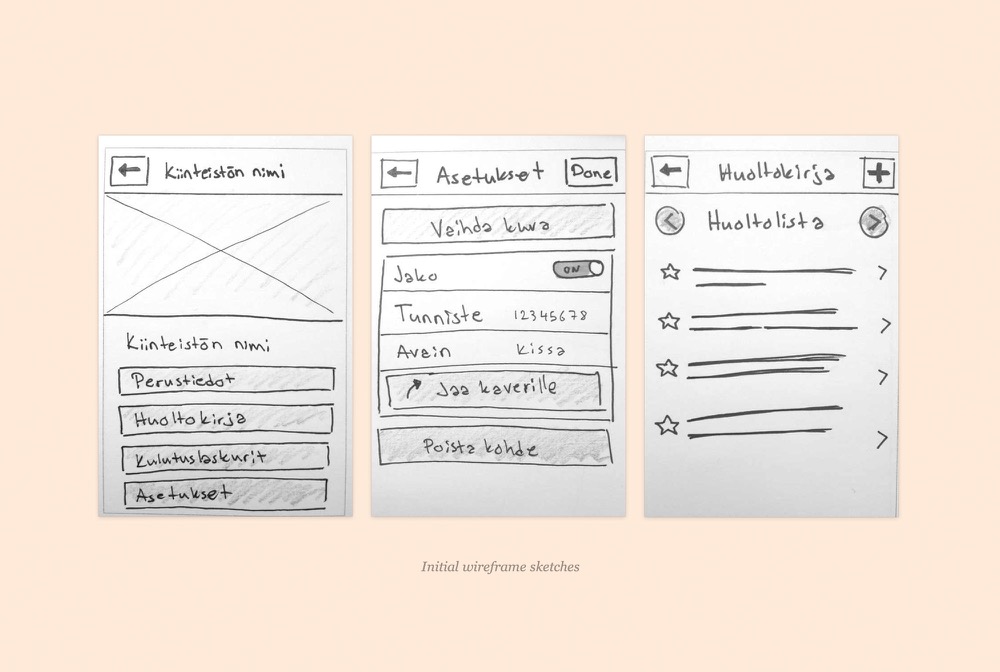 Kiinteistön nimi
Kiinteistön nimi
Perustiedot
Huoltokirja
Kulutuslaskurit
Asetukset
Asetukset Done
Vaihda kuva
Jako ON
Tunniste 12345678
Avain Kissa
Jaa kaverille
Poista kohde
Huoltokirja +
Huoltolista
Initial wireframe sketches